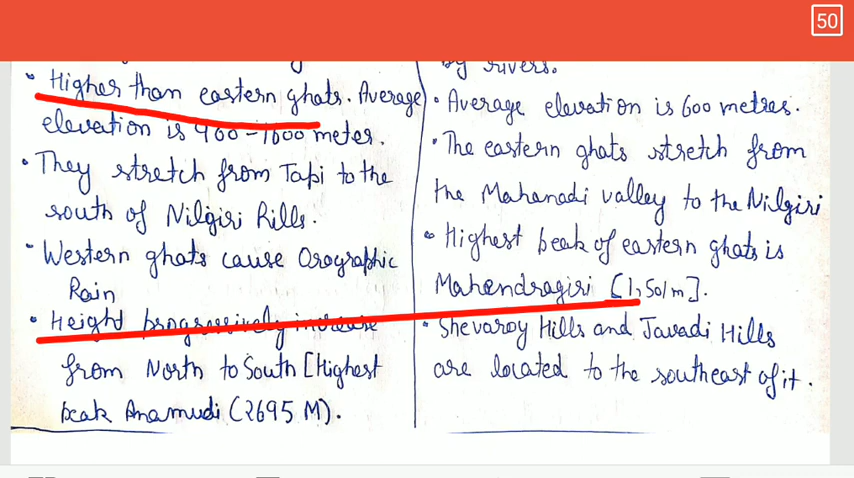 50
by rivers.
• Higher than eastern ghats. Average
elevation is 900-1600 meter.
• They stretch from Tapi to the
south of Nilgiri Hills.
• Western ghats cause Orographic
Rain
• Height progressively increase
from North to South [Highest
peak Anamudi (2695 M).
• Average elevation is 600 metres.
• The eastern ghats stretch from
the Mahanadi valley to the Nilgiri
• Highest peak of eastern ghats is
Mahendragiri [1,501m].
• Shevaroy Hills and Javadi Hills
are located to the southeast of it.